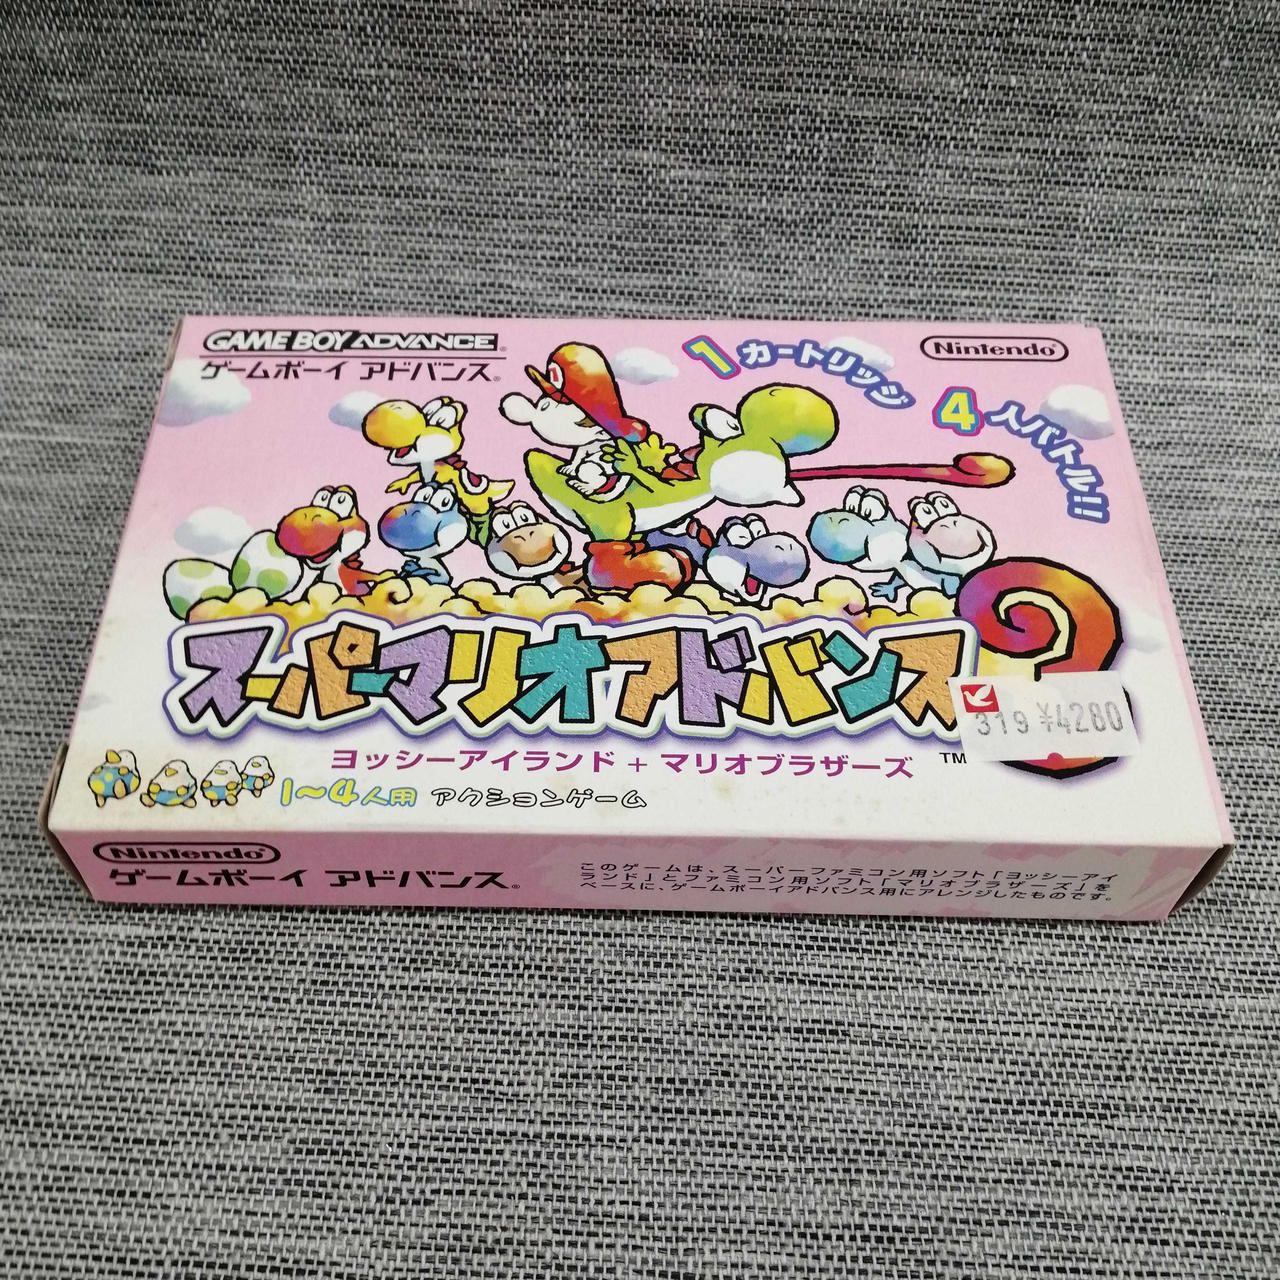 GAME BOY ADVANCE
ゲームボーイ アドバンス
1カートリッジ
4人バトル!!
Nintendo
スーパーマリオアドバンス3
319 ¥4280
ヨッシーアイランド + マリオブラザーズ TM
1〜4人用 アクションゲーム
Nintendo
ゲームボーイ アドバンス
このゲームは、スーパーファミコン用ソフト「ヨッシーアイ
ランド」とファミコン用ソフト「マリオブラザーズ」を
ベースに、ゲームボーイアドバンス用にアレンジしたものです。